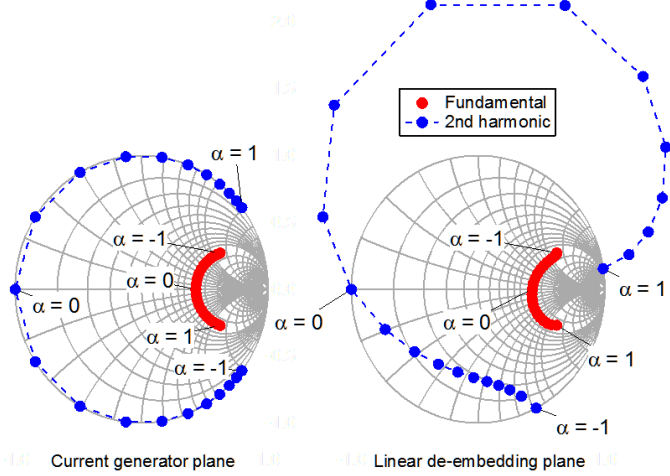 Fundamental
2nd harmonic
α = 1
α = -1
α = 0
α = 0
α = 1
α = -1
Current generator plane
α = -1
α = 1
α = 0
α = 0
α = 1
α = -1
Linear de-embedding plane